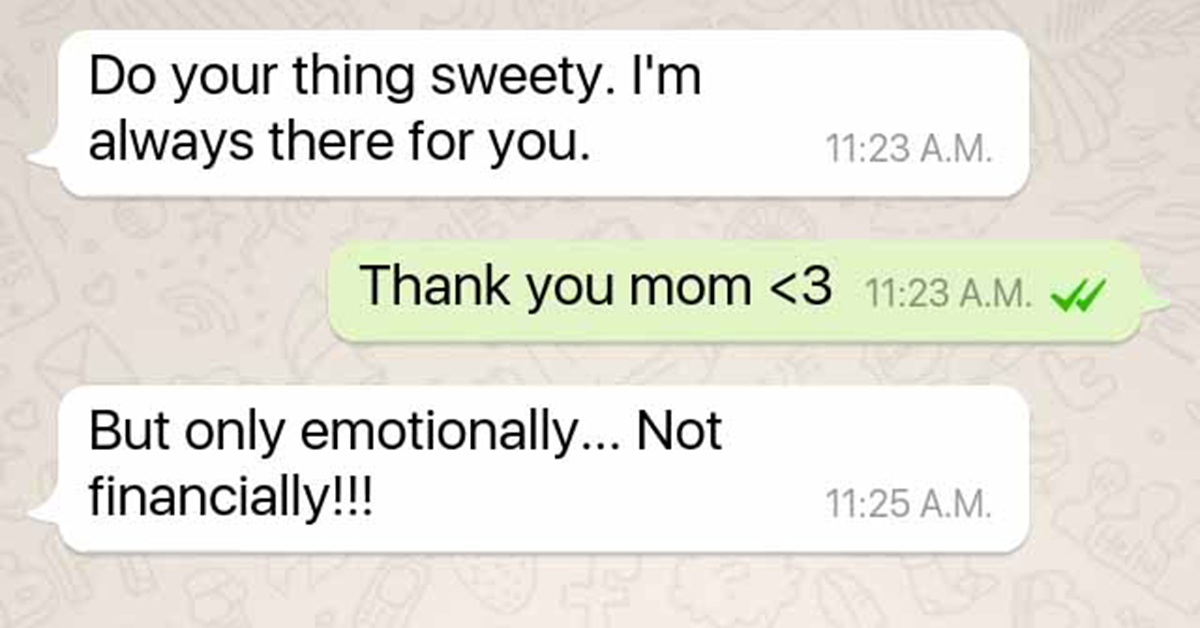 Do your thing sweety. I'm
always there for you.
11:23 A.M.
Thank you mom <3 11:23 A.M.
But only emotionally... Not
financially!!!
11:25 A.M.